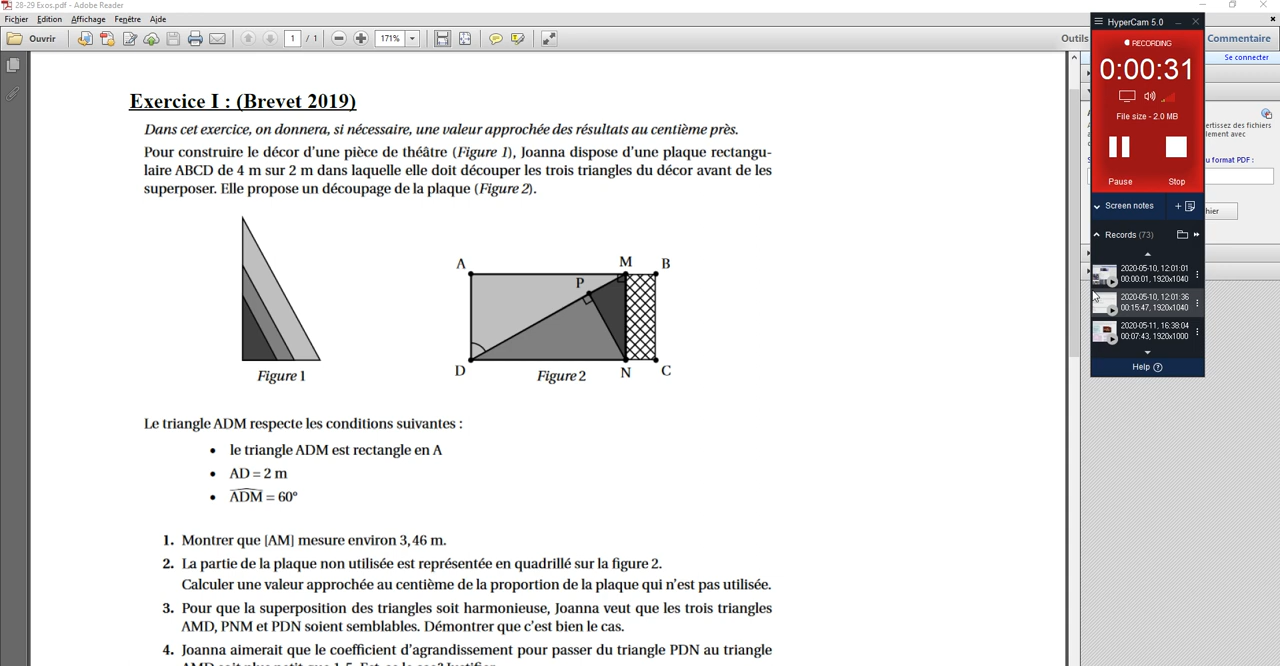 28-29 Exos.pdf - Adobe Reader
Fichier Edition Affichage Fenêtre Aide
Ouvrir 1 / 1 171% Outils Commentaire
Se connecter
HyperCam 5.0
RECORDING
0:00:31
File size - 2.0 MB
Pause Stop
Screen notes
Records (73)
2020-05-10, 12:01:01
00:00:01, 1920x1040
2020-05-10, 12:01:36
00:15:47, 1920x1040
2020-05-11, 16:38:04
00:07:43, 1920x1000
Help
ertissez des fichiers
lement avec
u format PDF :
hier
Exercice I : (Brevet 2019)
Dans cet exercice, on donnera, si nécessaire, une valeur approchée des résultats au centième près.
Pour construire le décor d'une pièce de théâtre (Figure 1), Joanna dispose d'une plaque rectangu-
laire ABCD de 4 m sur 2 m dans laquelle elle doit découper les trois triangles du décor avant de les
superposer. Elle propose un découpage de la plaque (Figure 2).
A M B
P
D N C
Figure 1 Figure 2
Le triangle ADM respecte les conditions suivantes :
• le triangle ADM est rectangle en A
• AD = 2 m
• ADM = 60°
1. Montrer que [AM] mesure environ 3,46 m.
2. La partie de la plaque non utilisée est représentée en quadrillé sur la figure 2.
Calculer une valeur approchée au centième de la proportion de la plaque qui n'est pas utilisée.
3. Pour que la superposition des triangles soit harmonieuse, Joanna veut que les trois triangles
AMD, PNM et PDN soient semblables. Démontrer que c'est bien le cas.
4. Joanna aimerait que le coefficient d'agrandissement pour passer du triangle PDN au triangle